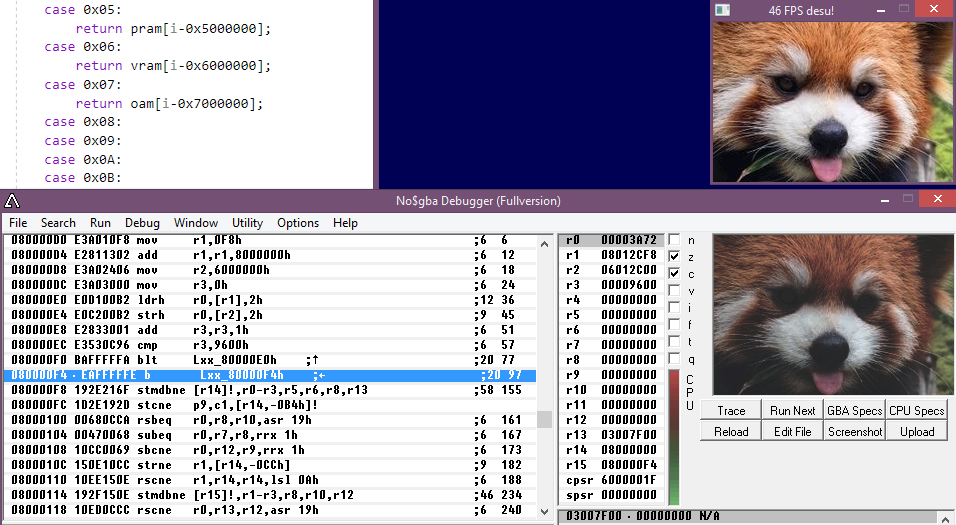 case 0x05:
return pram[i-0x5000000];
case 0x06:
return vram[i-0x6000000];
case 0x07:
return oam[i-0x7000000];
case 0x08:
case 0x09:
case 0x0A:
case 0x0B:
46 FPS desu!
No$gba Debugger (Fullversion)
File Search Run Debug Window Utility Options Help
080000D0 E3A010F8 mov r1,0F8h ;6 6
080000D4 E2811302 add r1,r1,8000000h ;6 12
080000D8 E3A02406 mov r2,6000000h ;6 18
080000DC E3A03000 mov r3,0h ;6 24
080000E0 E0D100B2 ldrh r0,[r1],2h ;12 36
080000E4 E0C200B2 strh r0,[r2],2h ;9 45
080000E8 E2833001 add r3,r3,1h ;6 51
080000EC E3530C96 cmp r3,9600h ;6 57
080000F0 BAFFFFFA blt Lxx_80000E0h ;↑ ;20 77
080000F4 · EAFFFFFE b Lxx_80000F4h ;← ;20 97
080000F8 192E216F stmdbne [r14]!,r0-r3,r5,r6,r8,r13 ;58 155
080000FC 1D2E192D stcne p9,c1,[r14,-0B4h]!
08000100 00680CCA rsbeq r0,r8,r10,asr 19h ;6 161
08000104 00470068 subeq r0,r7,r8,rrx 1h ;6 167
08000108 10CC0069 sbcne r0,r12,r9,rrx 1h ;6 173
0800010C 150E10CC strne r1,[r14,-0CCh] ;9 182
08000110 10EE150E rscne r1,r14,r14,lsl 0Ah ;6 188
08000114 192F150E stmdbne [r15]!,r1-r3,r8,r10,r12 ;46 234
08000118 10ED0CCC rscne r0,r13,r12,asr 19h ;6 240
r0 00003A72
r1 08012CF8
r2 06012C00
r3 00009600
r4 00000000
r5 00000000
r6 00000000
r7 00000000
r8 00000000
r9 00000000
r10 00000000
r11 00000000
r12 00000000
r13 03007F00
r14 08000000
r15 080000F4
cpsr 6000001F
spsr 00000000
n
z
c
v
i
f
t
q
CPU
Trace Run Next GBA Specs CPU Specs
Reload Edit File Screenshot Upload
03007F00 · 00000000 N/A